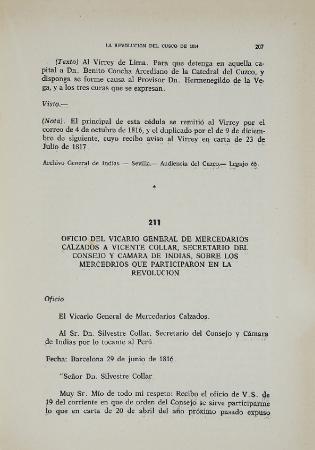 LA REVOLUCION DEL CUSCO DE 1814 207
(Texto) Al Virrey de Lima. Para que detenga en aquella ca-
pital a Dn. Benito Concha Arcediano de la Catedral del Cuzco, y
disponga se forme causa al Provisor Dn. Hermenegildo de la Ve-
ga, y a los tres curas que se expresan.
Visto.—
(Nota). El principal de esta cédula se remitió al Virrey por el
correo de 4 de octubre de 1816, y el duplicado por el de 9 de diciem-
bre de siguiente, cuyo recibo aviso al Virrey en carta de 23 de
Julio de 1817
Archivo General de Indias — Sevilla.— Audiencia del Cuzco.— Legajo 66.
*
211
OFICIO DEL VICARIO GENERAL DE MERCEDARIOS
CALZADOS A VICENTE COLLAR, SECRETARIO DEL
CONSEJO Y CAMARA DE INDIAS, SOBRE LOS
MERCEDRIOS QUE PARTICIPARON EN LA
REVOLUCION
Oficio
El Vicario General de Mercedarios Calzados.
Al Sr. Dn. Silvestre Collar, Secretario del Consejo y Cámara
de Indias por lo tocante al Perú
Fecha: Barcelona 29 de junio de 1816
"Señor Dn. Silvestre Collar
Muy Sr. Mío de todo mi respeto: Recibo el oficio de V.S. de
19 del corriente en que de orden del Consejo se sirve participarme
lo que en carta de 20 de abril del año próximo pasado expuso